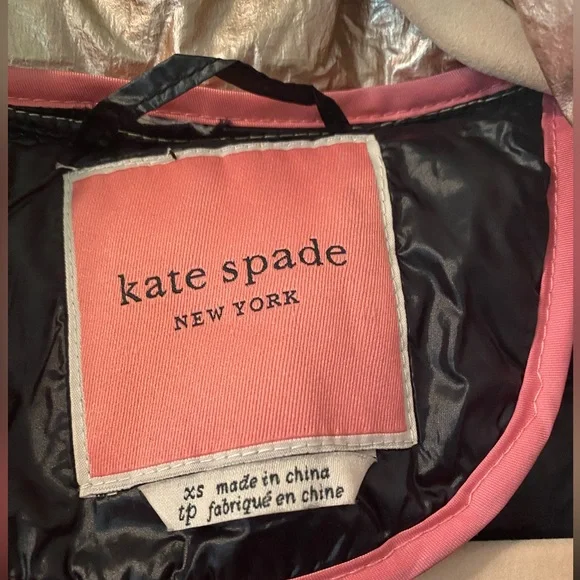 kate spade
NEW YORK
xs made in china
tp fabriqué en chine